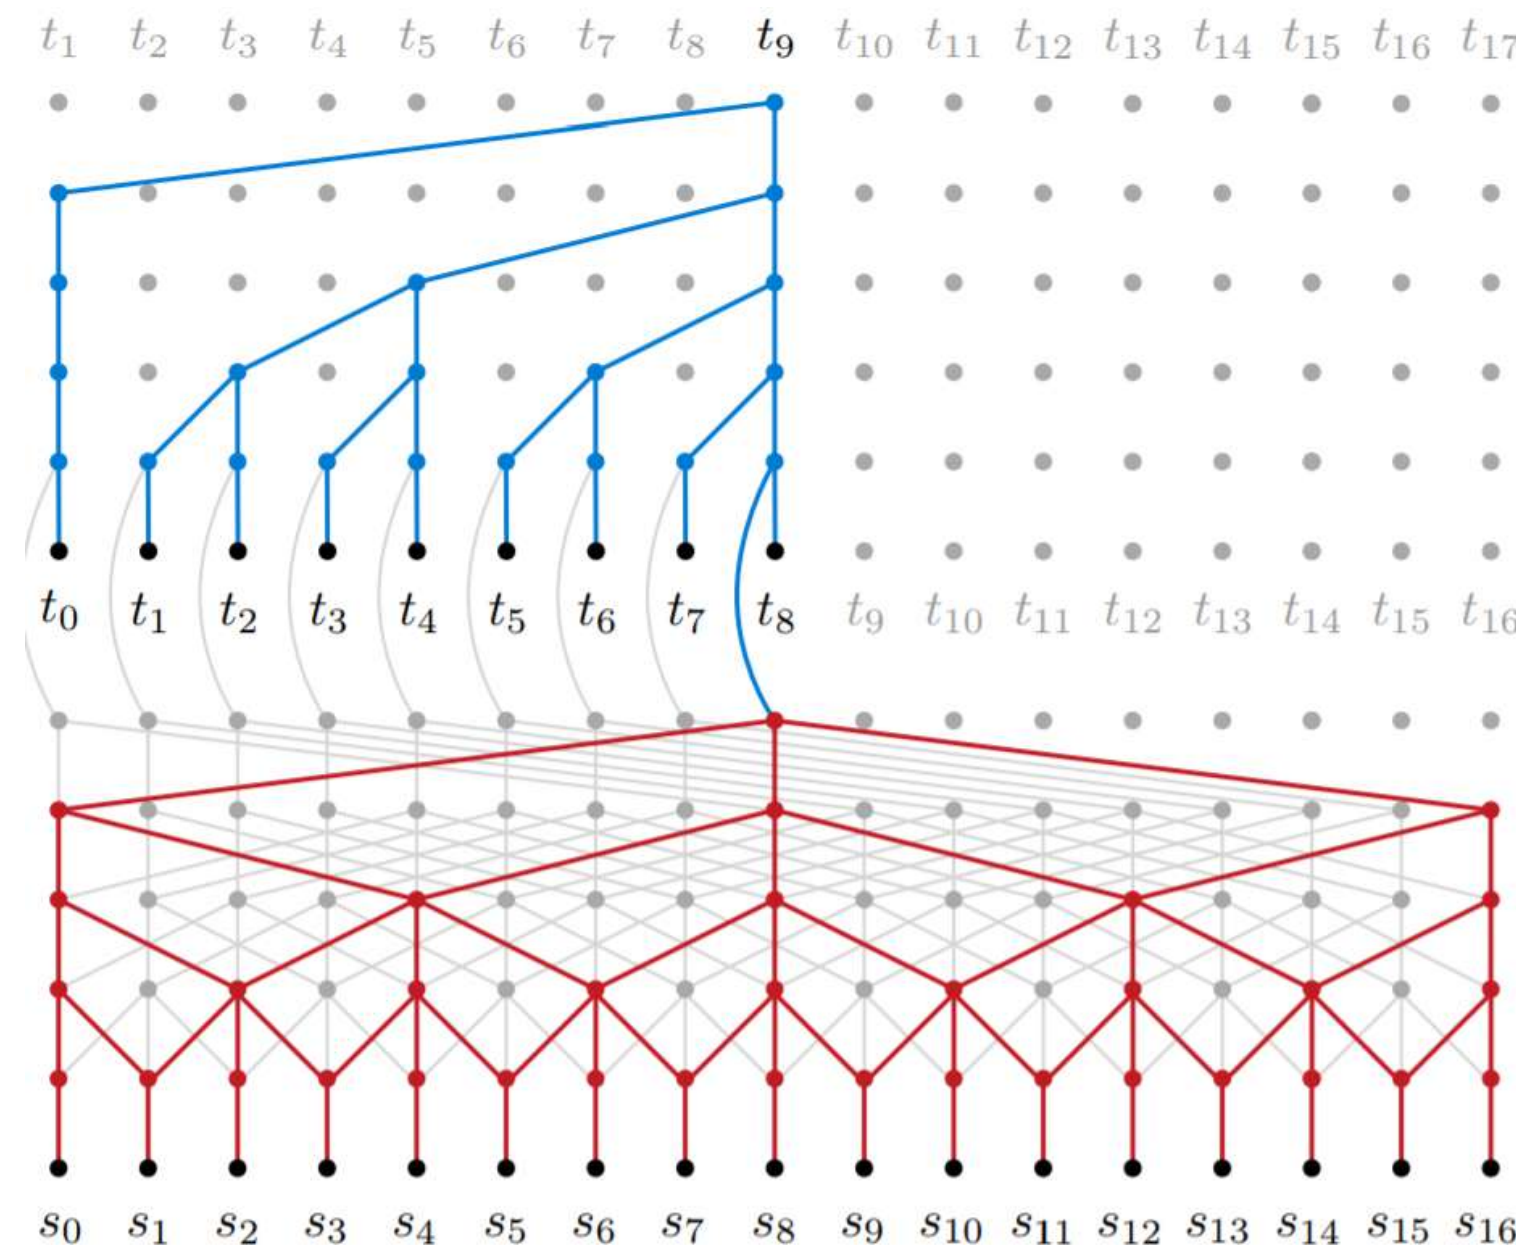 t₁ t₂ t₃ t₄ t₅ t₆ t₇ t₈ t₉ t₁₀ t₁₁ t₁₂ t₁₃ t₁₄ t₁₅ t₁₆ t₁₇
t₀ t₁ t₂ t₃ t₄ t₅ t₆ t₇ t₈ t₉ t₁₀ t₁₁ t₁₂ t₁₃ t₁₄ t₁₅ t₁₆
s₀ s₁ s₂ s₃ s₄ s₅ s₆ s₇ s₈ s₉ s₁₀ s₁₁ s₁₂ s₁₃ s₁₄ s₁₅ s₁₆